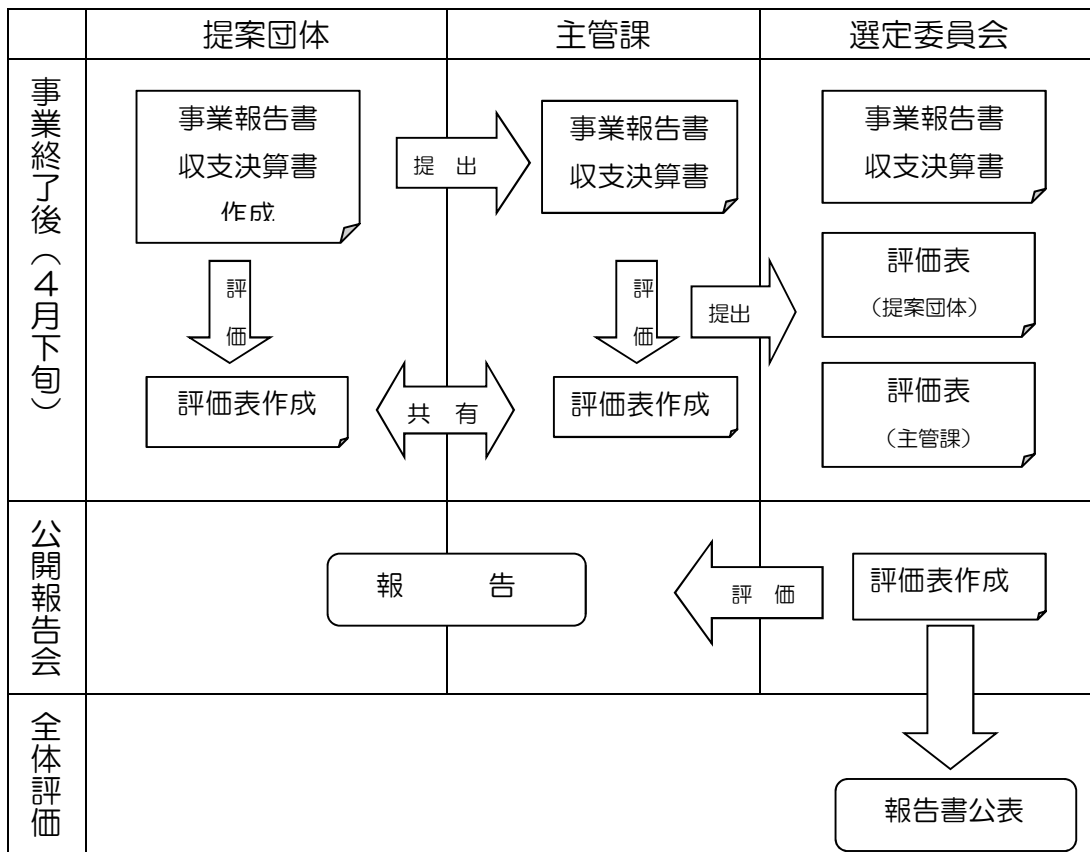 提案団体
主管課
選定委員会
事業終了後（４月下旬）
事業報告書
収支決算書
作成
提 出
事業報告書
収支決算書
事業報告書
収支決算書
評価
評価
提出
評価表
（提案団体）
評価表作成
共 有
評価表作成
評価表
（主管課）
公開報告会
報 告
評 価
評価表作成
全体評価
報告書公表